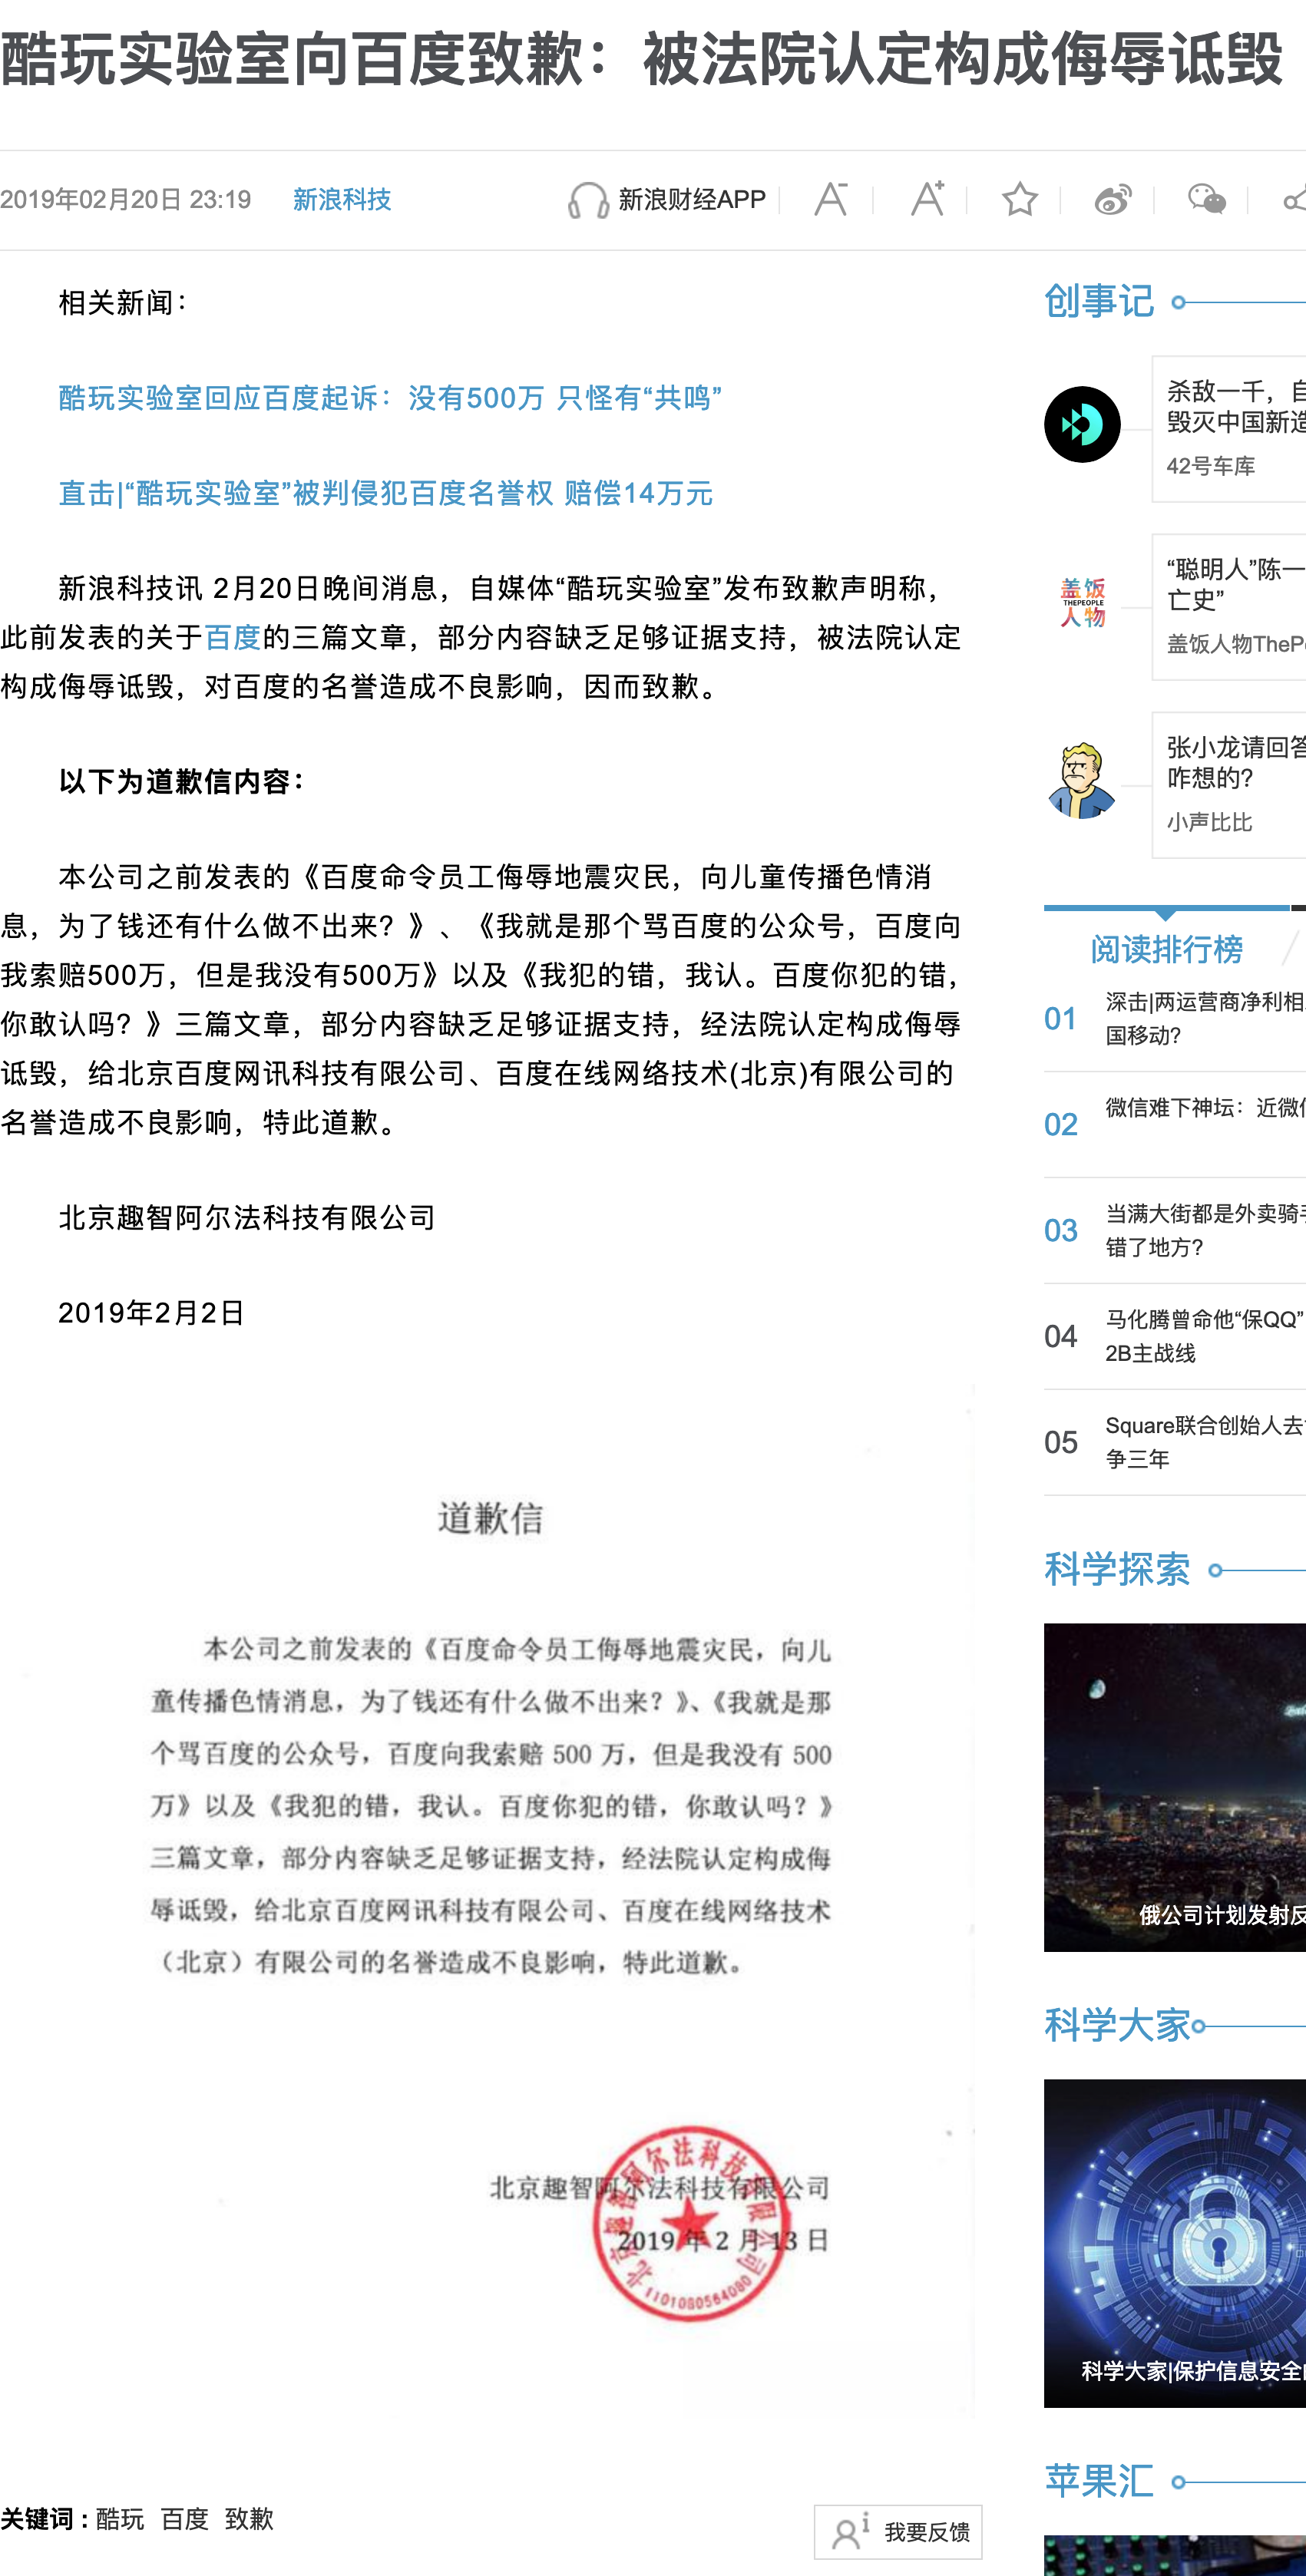 酷玩实验室向百度致歉：被法院认定构成侮辱诋毁
2019年02月20日 23:19 新浪科技 新浪财经APP
相关新闻：
酷玩实验室回应百度起诉：没有500万 只怪有“共鸣”
直击|“酷玩实验室”被判侵犯百度名誉权 赔偿14万元
新浪科技讯 2月20日晚间消息，自媒体“酷玩实验室”发布致歉声明称，
此前发表的关于百度的三篇文章，部分内容缺乏足够证据支持，被法院认定
构成侮辱诋毁，对百度的名誉造成不良影响，因而致歉。
以下为道歉信内容：
本公司之前发表的《百度命令员工侮辱地震灾民，向儿童传播色情消
息，为了钱还有什么做不出来？》、《我就是那个骂百度的公众号，百度向
我索赔500万，但是我没有500万》以及《我犯的错，我认。百度你犯的错，
你敢认吗？》三篇文章，部分内容缺乏足够证据支持，经法院认定构成侮辱
诋毁，给北京百度网讯科技有限公司、百度在线网络技术(北京)有限公司的
名誉造成不良影响，特此道歉。
北京趣智阿尔法科技有限公司
2019年2月2日
道歉信
本公司之前发表的《百度命令员工侮辱地震灾民，向儿
童传播色情消息，为了钱还有什么做不出来？》、《我就是那
个骂百度的公众号，百度向我索赔 500 万，但是我没有 500
万》以及《我犯的错，我认。百度你犯的错，你敢认吗？》
三篇文章，部分内容缺乏足够证据支持，经法院认定构成侮
辱诋毁，给北京百度网讯科技有限公司、百度在线网络技术
（北京）有限公司的名誉造成不良影响，特此道歉。
北京趣智阿尔法科技有限公司
2019 年 2 月 13 日
北京趣智阿尔法科技有限公司
1101080564080
关键词 : 酷玩 百度 致歉
我要反馈
创事记
杀敌一千，自
毁灭中国新造
42号车库
盖饭
THEPEOPLE
人物
“聪明人”陈一
亡史”
盖饭人物ThePe
张小龙请回答
咋想的?
小声比比
阅读排行榜
01 深击|两运营商净利相
国移动?
02 微信难下神坛：近微信
03 当满大街都是外卖骑手
错了地方?
04 马化腾曾命他“保QQ”
2B主战线
05 Square联合创始人去
争三年
科学探索
俄公司计划发射反
科学大家
科学大家|保护信息安全的
苹果汇